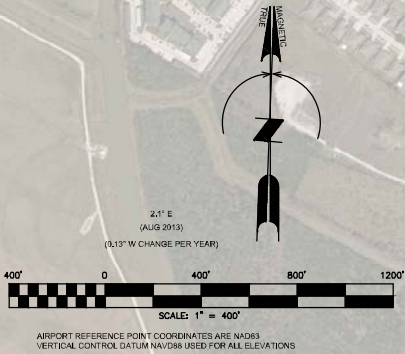 TRUE
MAGNETIC
2.1° E
(AUG 2013)
(0.13° W CHANGE PER YEAR)
400' 0 400' 800' 1200'
SCALE: 1" = 400'
AIRPORT REFERENCE POINT COORDINATES ARE NAD83
VERTICAL CONTROL DATUM NAVD88 USED FOR ALL ELEVATIONS